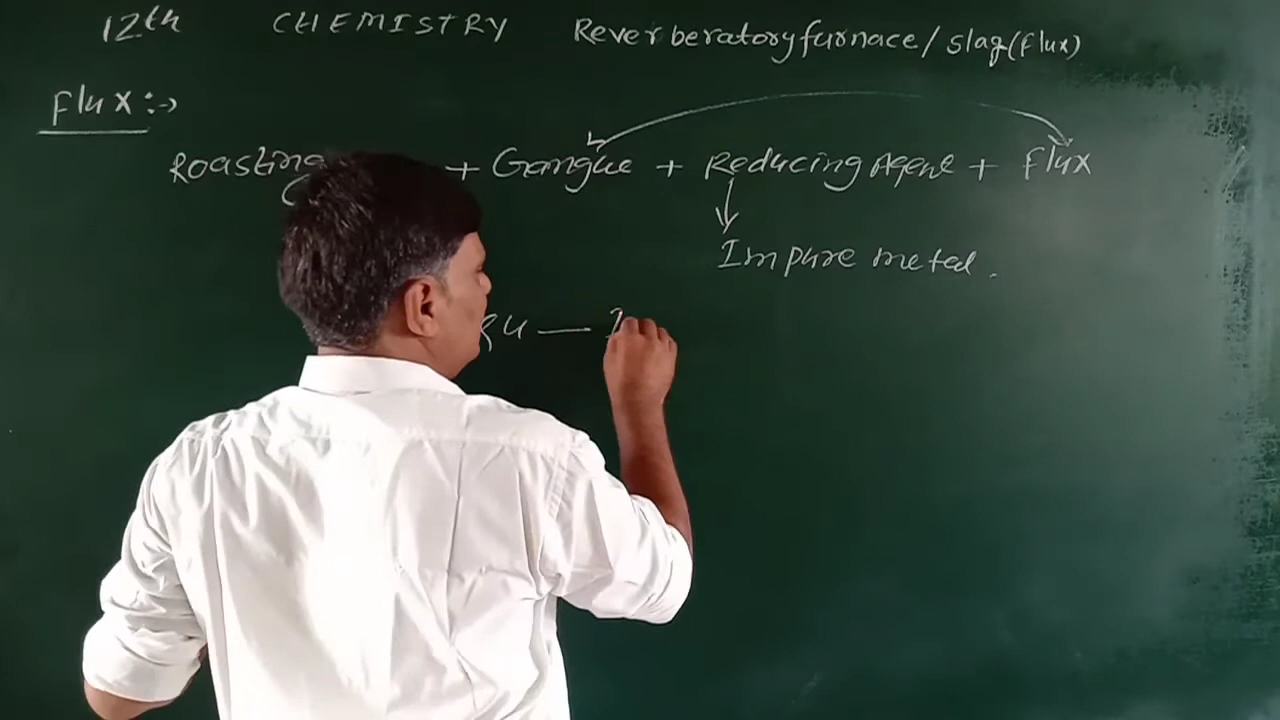 12th CHEMISTRY Reverberatory furnace / slag (flux)
Flux :→
Roasting + Gangue + Reducing Agent + flux
↓
Impure metal.
—